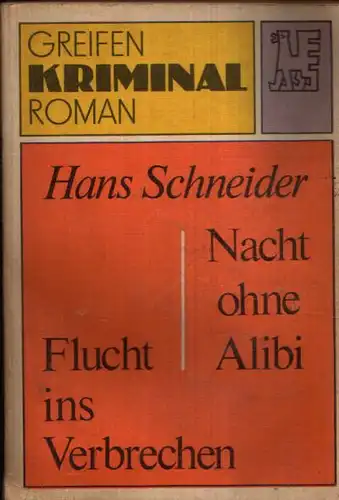 GREIFEN
KRIMINAL
ROMAN
Hans Schneider
Nacht
ohne
Alibi
Flucht
ins
Verbrechen